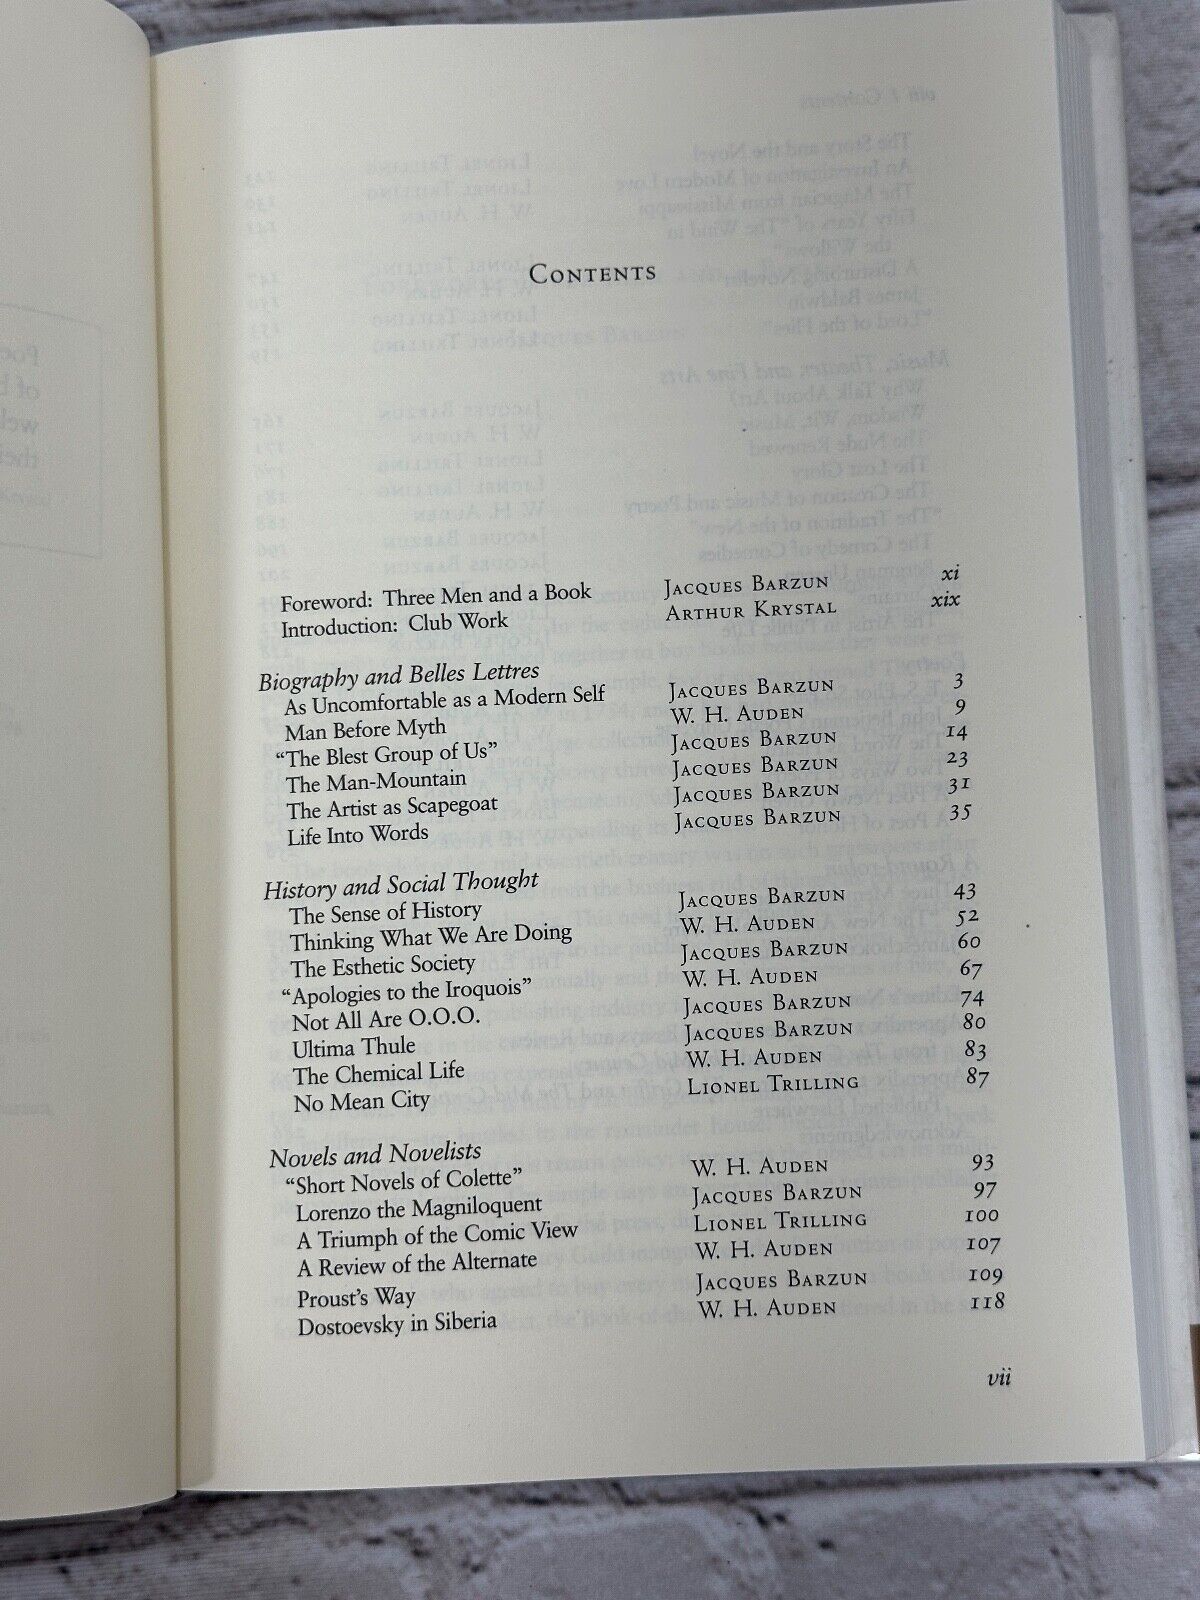 CONTENTS
Foreword: Three Men and a Book JACQUES BARZUN xi
Introduction: Club Work ARTHUR KRYSTAL xix
Biography and Belles Lettres
As Uncomfortable as a Modern Self JACQUES BARZUN 3
Man Before Myth W. H. AUDEN 9
“The Blest Group of Us” JACQUES BARZUN 14
The Man-Mountain JACQUES BARZUN 23
The Artist as Scapegoat JACQUES BARZUN 31
Life Into Words JACQUES BARZUN 35
History and Social Thought
The Sense of History JACQUES BARZUN 43
Thinking What We Are Doing W. H. AUDEN 52
The Esthetic Society JACQUES BARZUN 60
“Apologies to the Iroquois” W. H. AUDEN 67
Not All Are O.O.O. JACQUES BARZUN 74
Ultima Thule JACQUES BARZUN 80
The Chemical Life W. H. AUDEN 83
No Mean City LIONEL TRILLING 87
Novels and Novelists
“Short Novels of Colette” W. H. AUDEN 93
Lorenzo the Magniloquent JACQUES BARZUN 97
A Triumph of the Comic View LIONEL TRILLING 100
A Review of the Alternate W. H. AUDEN 107
Proust’s Way JACQUES BARZUN 109
Dostoevsky in Siberia W. H. AUDEN 118
vii